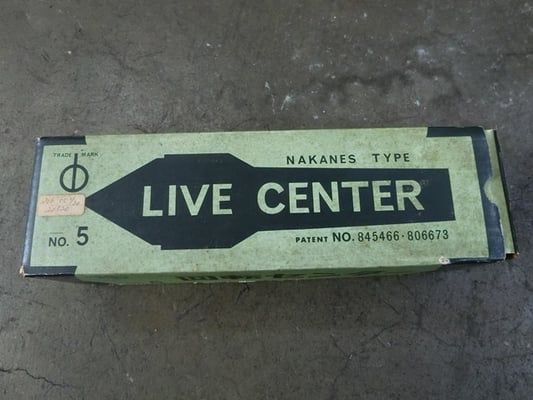 TRADE MARK
NAKANES TYPE
LIVE CENTER
NO. 5
PATENT NO. 845466·806673